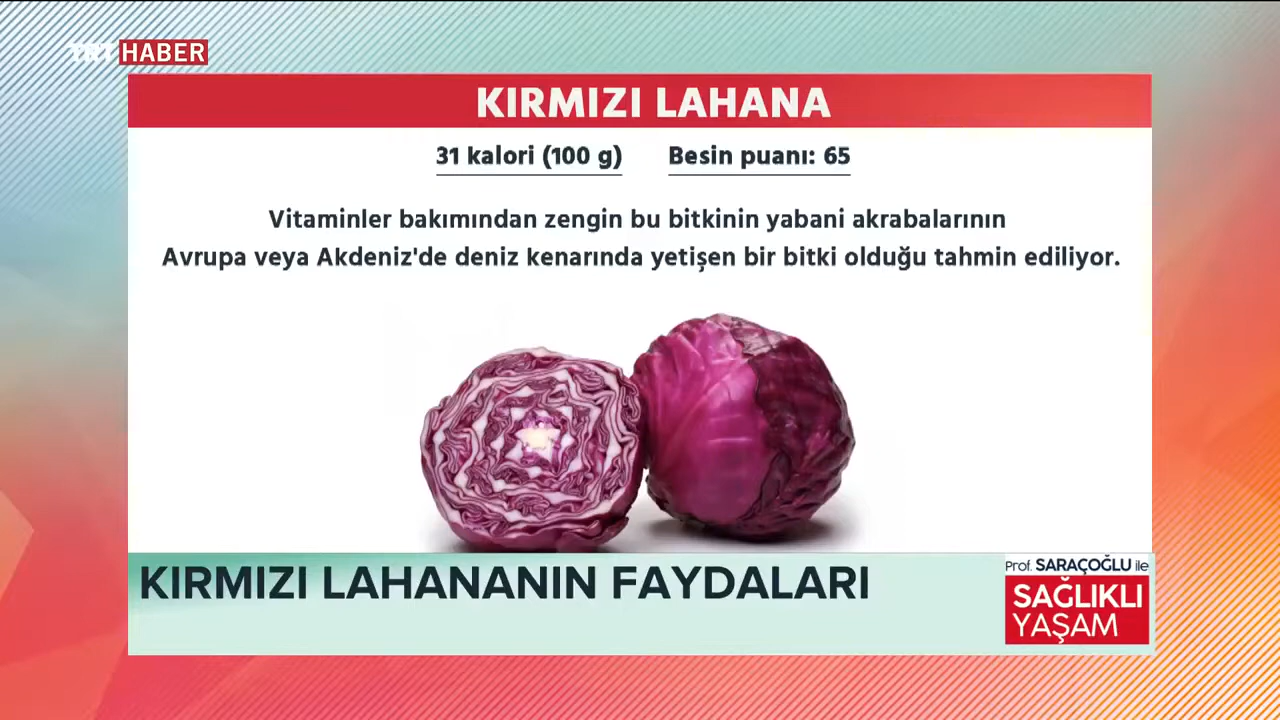 TRT HABER
KIRMIZI LAHANA
31 kalori (100 g) Besin puanı: 65
Vitaminler bakımından zengin bu bitkinin yabani akrabalarının
Avrupa veya Akdeniz'de deniz kenarında yetişen bir bitki olduğu tahmin ediliyor.
KIRMIZI LAHANANIN FAYDALARI
Prof. SARAÇOĞLU ile
SAĞLIKLI
YAŞAM